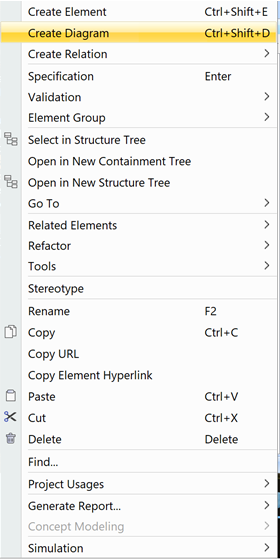 Create Element Ctrl+Shift+E
Create Diagram Ctrl+Shift+D
Create Relation
Specification Enter
Validation
Element Group
Select in Structure Tree
Open in New Containment Tree
Open in New Structure Tree
Go To
Related Elements
Refactor
Tools
Stereotype
Rename F2
Copy Ctrl+C
Copy URL
Copy Element Hyperlink
Paste Ctrl+V
Cut Ctrl+X
Delete Delete
Find...
Project Usages
Generate Report...
Concept Modeling
Simulation